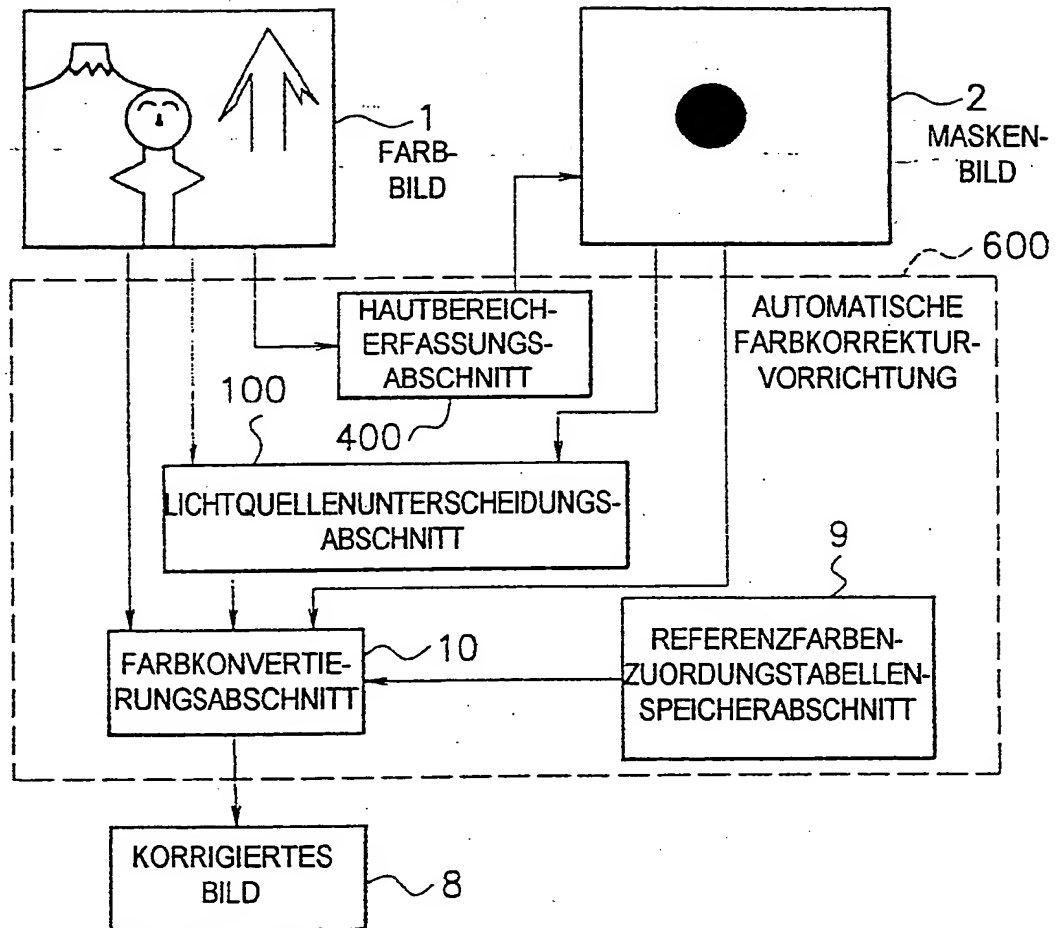 1
FARB-
BILD
2
MASKEN-
BILD
600
AUTOMATISCHE
FARBKORREKTUR-
VORRICHTUNG
HAUTBEREICH-
ERFASSUNGS-
ABSCHNITT
400
100
LICHTQUELLENUNTERSCHEIDUNGS-
ABSCHNITT
9
REFERENZFARBEN-
ZUORDUNGSTABELLEN-
SPEICHERABSCHNITT
FARBKONVERTIE-
RUNGSABSCHNITT
10
KORRIGIERTES
BILD
8